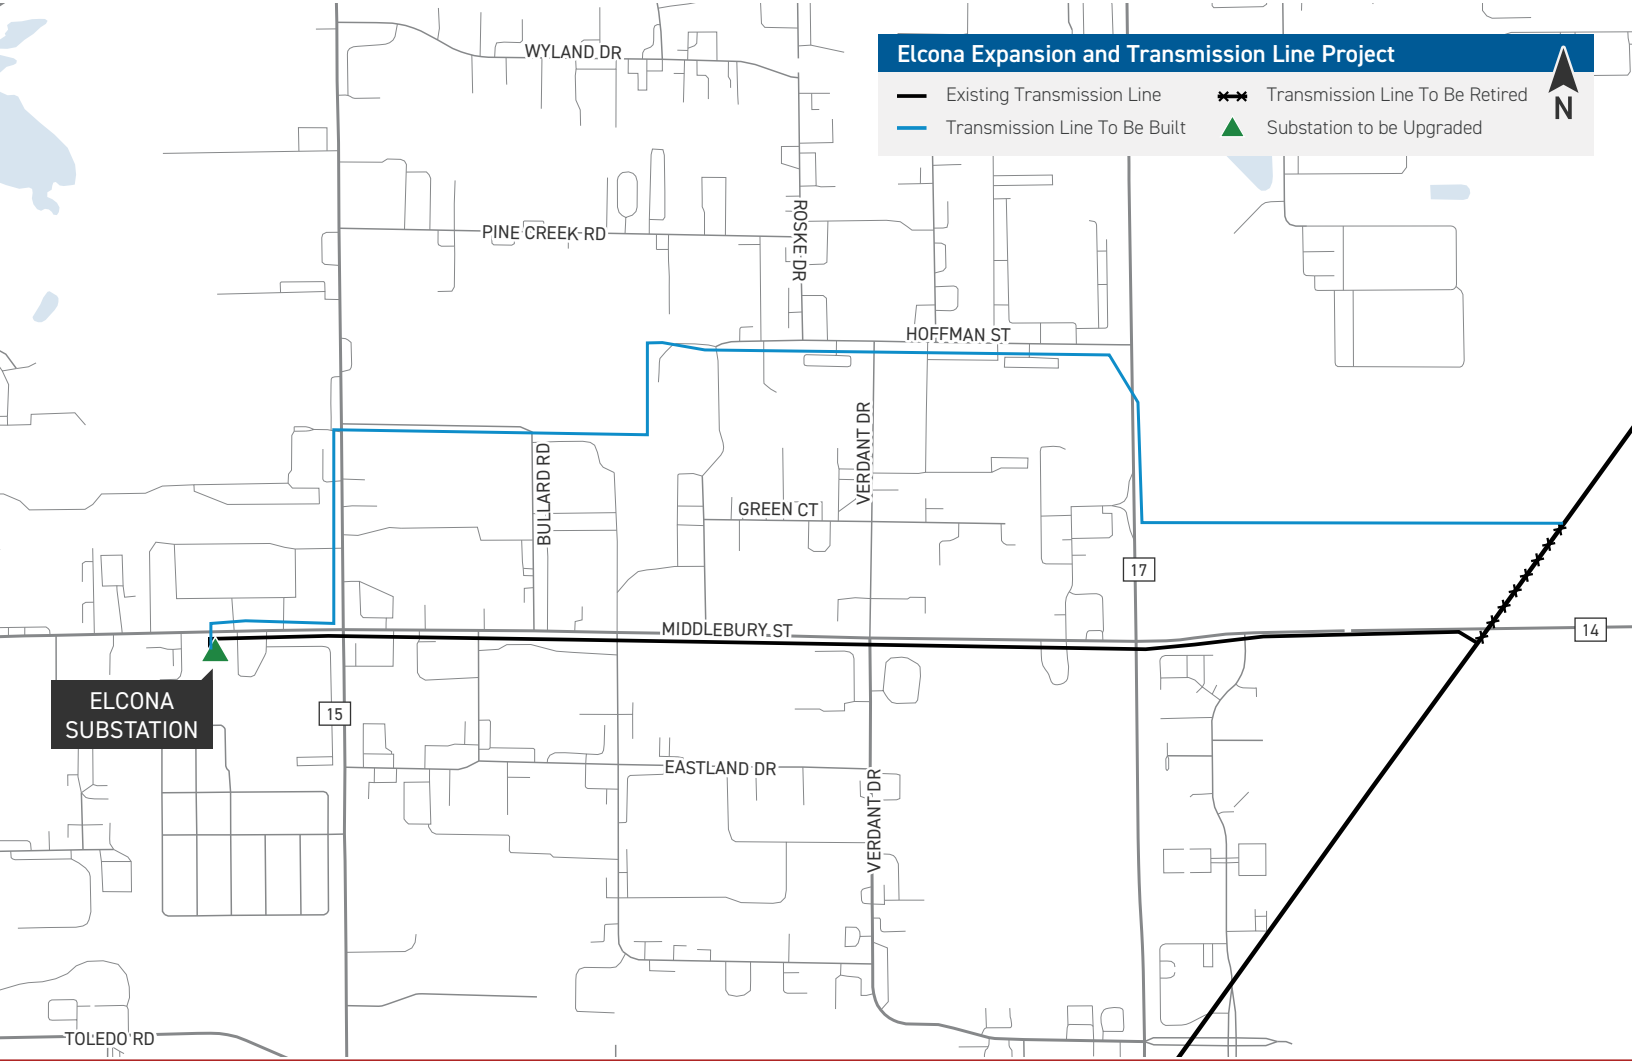 WYLAND DR
Elcona Expansion and Transmission Line Project
Existing Transmission Line
Transmission Line To Be Retired
Transmission Line To Be Built
Substation to be Upgraded
N
PINE CREEK RD
ROSKE DR
HOFFMAN ST
VERDANT DR
BULLARD RD
GREEN CT
17
MIDDLEBURY ST
14
ELCONA
SUBSTATION
15
EASTLAND DR
VERDANT DR
TOLEDO RD